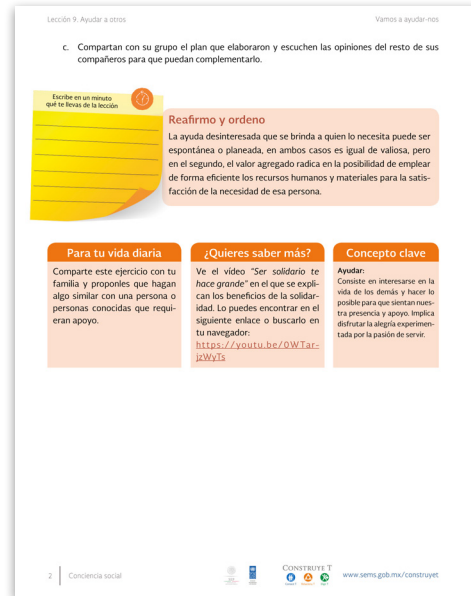 Lección 9. Ayudar a otros
Vamos a ayudar-nos
c. Compartan con su grupo el plan que elaboraron y escuchen las opiniones del resto de sus
compañeros para que puedan complementarlo.
Escribe en un minuto
qué te llevas de la lección
Reafirmo y ordeno
La ayuda desinteresada que se brinda a quien lo necesita puede ser
espontánea o planeada, en ambos casos es igual de valiosa, pero
en el segundo, el valor agregado radica en la posibilidad de emplear
de forma eficiente los recursos humanos y materiales para la satis-
facción de la necesidad de esa persona.
Para tu vida diaria
Comparte este ejercicio con tu
familia y proponles que hagan
algo similar con una persona o
personas conocidas que requi-
eran apoyo.
¿Quieres saber más?
Ve el vídeo "Ser solidario te
hace grande" en el que se expli-
can los beneficios de la solidar-
idad. Lo puedes encontrar en el
siguiente enlace o buscarlo en
tu navegador:
https://youtu.be/0WTar-
jzWyTs
Concepto clave
Ayudar:
Consiste en interesarse en la
vida de los demás y hacer lo
posible para que sientan nues-
tra presencia y apoyo. Implica
disfrutar la alegría experimen-
tada por la pasión de servir.
2
Conciencia social
CONSTRUYE T
www.sems.gob.mx/construyet